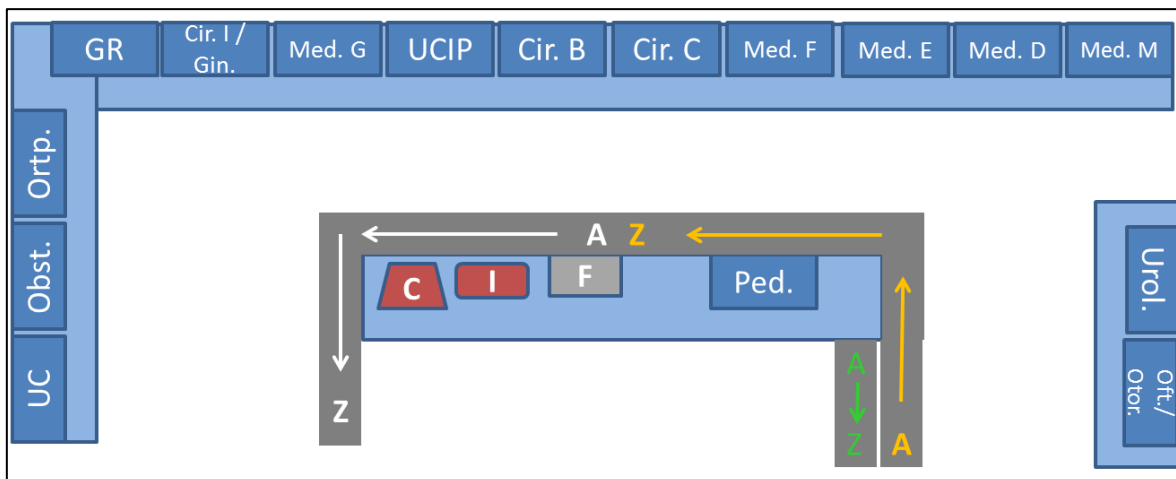 GR
Cir. I /
Gin.
Med. G
UCIP
Cir. B
Cir. C
Med. F
Med. E
Med. D
Med. M
Ortp.
Obst.
UC
A Z
C
I
F
Ped.
Z
A
Z
A
Urol.
Oft./
Otor.